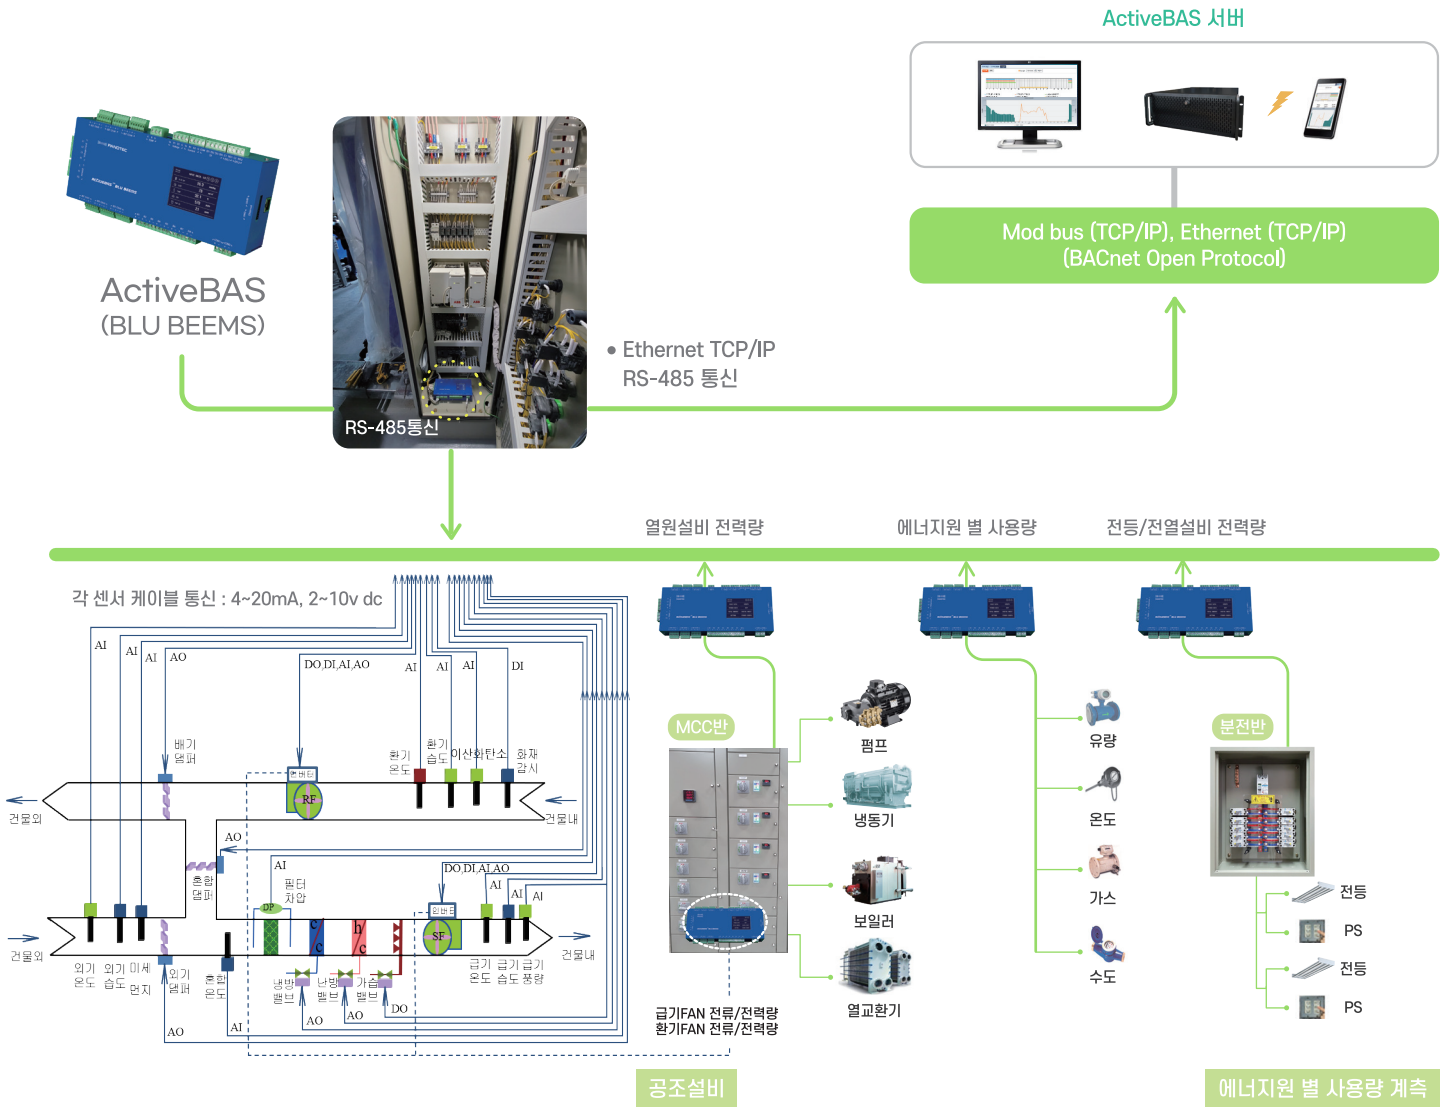 ActiveBAS 서버
Mod bus (TCP/IP), Ethernet (TCP/IP)
(BACnet Open Protocol)
ActiveBAS
(BLU BEEMS)
• Ethernet TCP/IP
RS-485 통신
RS-485통신
열원설비 전력량
에너지원 별 사용량
전등/전열설비 전력량
각 센서 케이블 통신 : 4~20mA, 2~10v dc
AI
AI
AI
AO
DO,DI,AI,AO
AI
AI
AI
DI
배기
댐퍼
인버터
환기
온도
환기
습도
이산화탄소
화재
감시
RF
건물외
건물내
AO
혼합
댐퍼
AI
필터
차압
DP
DO,DI,AI,AO
인버터
AI
AI
AI
SF
c/c
h/c
건물외
건물내
외기
온도
외기
습도
미세
먼지
외기
댐퍼
혼합
온도
냉방
밸브
난방
밸브
가습
밸브
급기
온도
급기
습도
급기
풍량
AO
AI
AO
AO
DO
MCC반
펌프
냉동기
보일러
열교환기
급기FAN 전류/전력량
환기FAN 전류/전력량
유량
온도
가스
수도
분전반
전등
PS
전등
PS
공조설비
에너지원 별 사용량 계측